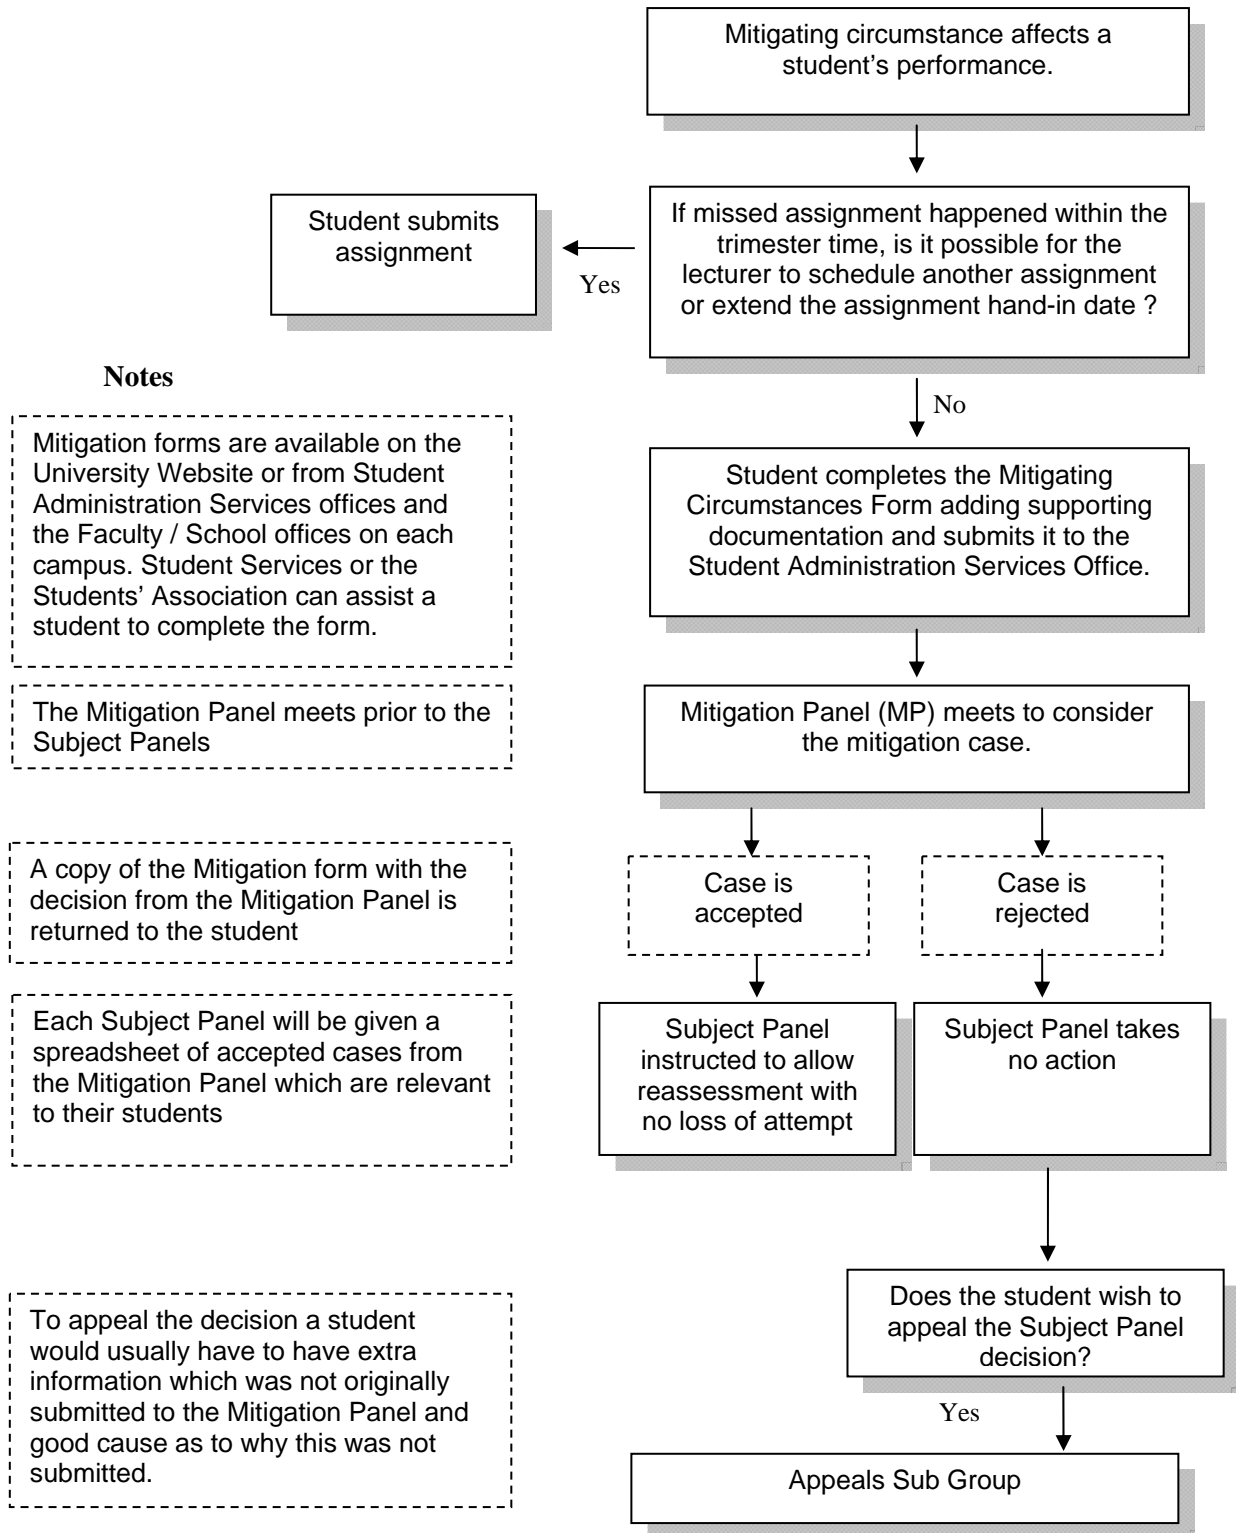 Mitigating circumstance affects a
student’s performance.
If missed assignment happened within the
trimester time, is it possible for the
lecturer to schedule another assignment
or extend the assignment hand-in date ?
Student submits
assignment
Yes
No
Notes
Mitigation forms are available on the
University Website or from Student
Administration Services offices and
the Faculty / School offices on each
campus. Student Services or the
Students’ Association can assist a
student to complete the form.
Student completes the Mitigating
Circumstances Form adding supporting
documentation and submits it to the
Student Administration Services Office.
The Mitigation Panel meets prior to the
Subject Panels
Mitigation Panel (MP) meets to consider
the mitigation case.
A copy of the Mitigation form with the
decision from the Mitigation Panel is
returned to the student
Case is
accepted
Case is
rejected
Each Subject Panel will be given a
spreadsheet of accepted cases from
the Mitigation Panel which are relevant
to their students
Subject Panel
instructed to allow
reassessment with
no loss of attempt
Subject Panel takes
no action
Does the student wish to
appeal the Subject Panel
decision?
To appeal the decision a student
would usually have to have extra
information which was not originally
submitted to the Mitigation Panel and
good cause as to why this was not
submitted.
Yes
Appeals Sub Group